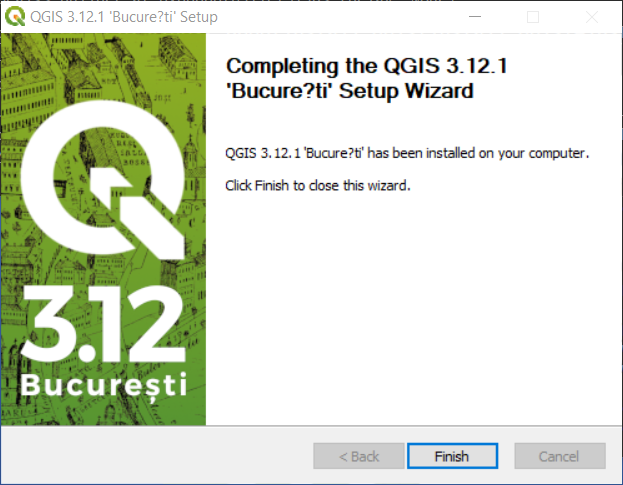 QGIS 3.12.1 'Bucure?ti' Setup
Completing the QGIS 3.12.1
'Bucure?ti' Setup Wizard
QGIS 3.12.1 'Bucure?ti' has been installed on your computer.
Click Finish to close this wizard.
3.12
București
< Back
Finish
Cancel